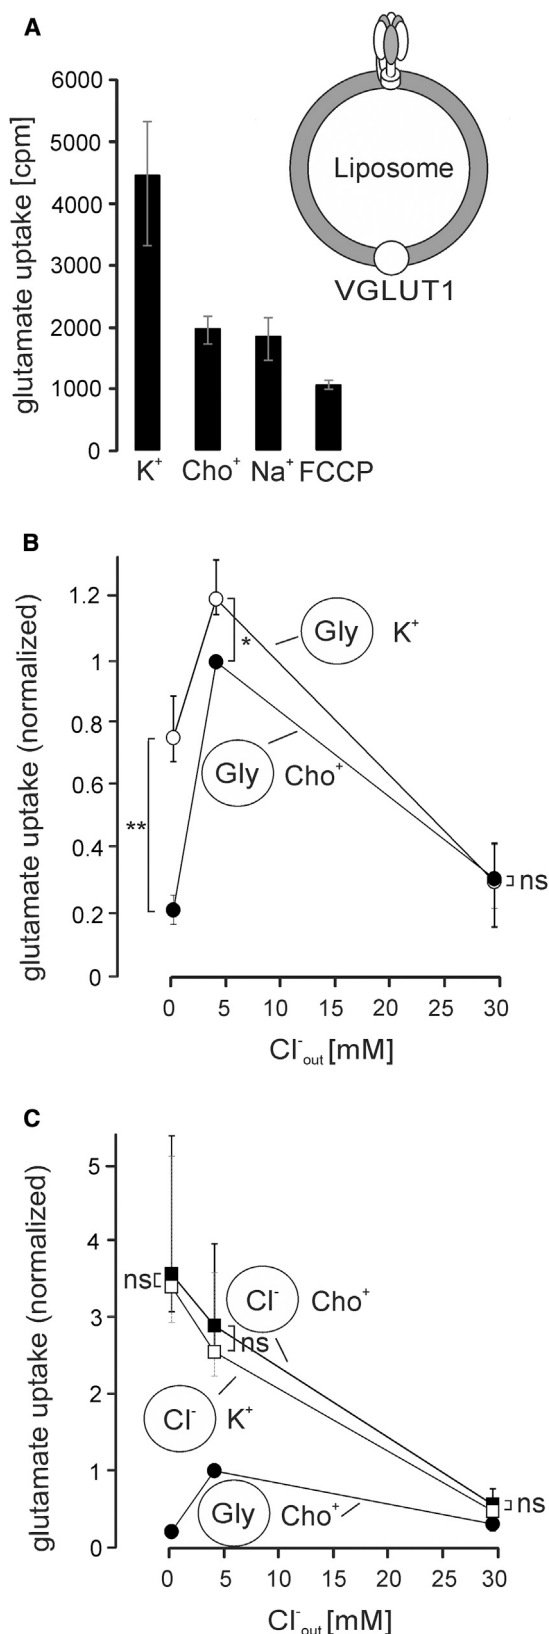 A
glutamate uptake [cpm]
6000
5000
4000
3000
2000
1000
0
K⁺ Cho⁺ Na⁺ FCCP
Liposome
VGLUT1
B
glutamate uptake (normalized)
1.2
1
0.8
0.6
0.4
0.2
0
**
*
Gly K⁺
Gly Cho⁺
ns
0 5 10 15 20 25 30
Cl⁻out [mM]
C
glutamate uptake (normalized)
5
4
3
2
1
0
ns
Cl⁻ Cho⁺
ns
Cl⁻ K⁺
Gly Cho⁺
ns
0 5 10 15 20 25 30
Cl⁻out [mM]